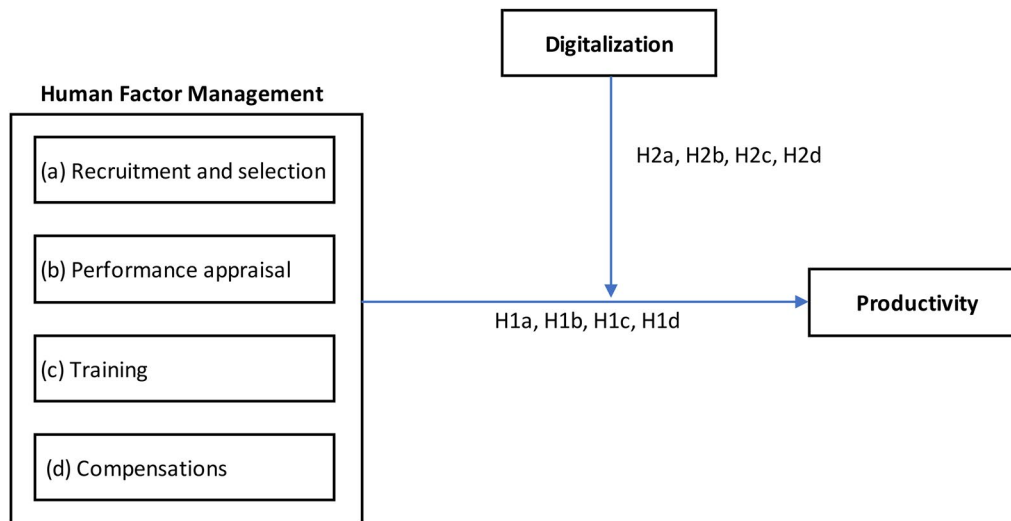 Digitalization
Human Factor Management
(a) Recruitment and selection
H2a, H2b, H2c, H2d
(b) Performance appraisal
Productivity
H1a, H1b, H1c, H1d
(c) Training
(d) Compensations